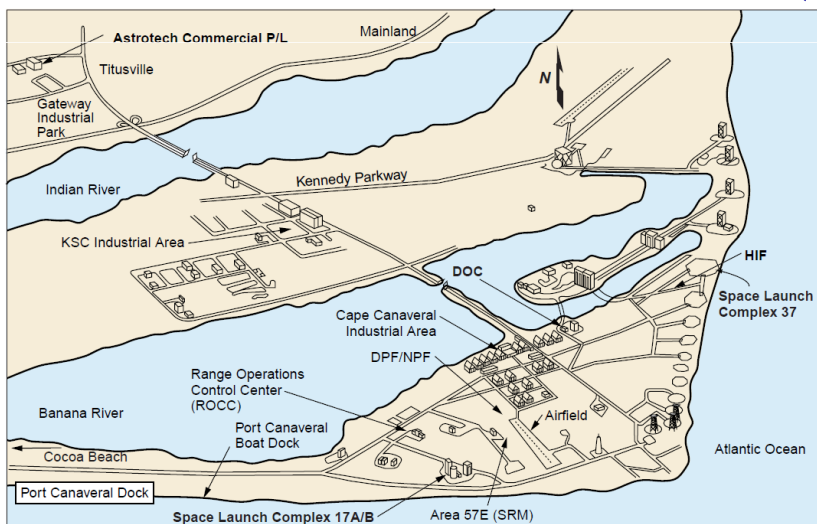 Astrotech Commercial P/L
Mainland
Titusville
Gateway
Industrial
Park
N
Indian River
Kennedy Parkway
KSC Industrial Area
DOC
HIF
Space Launch
Complex 37
Cape Canaveral
Industrial Area
DPF/NPF
Range Operations
Control Center
(ROCC)
Banana River
Port Canaveral
Boat Dock
Airfield
Atlantic Ocean
Cocoa Beach
Port Canaveral Dock
Space Launch Complex 17A/B
Area 57E (SRM)